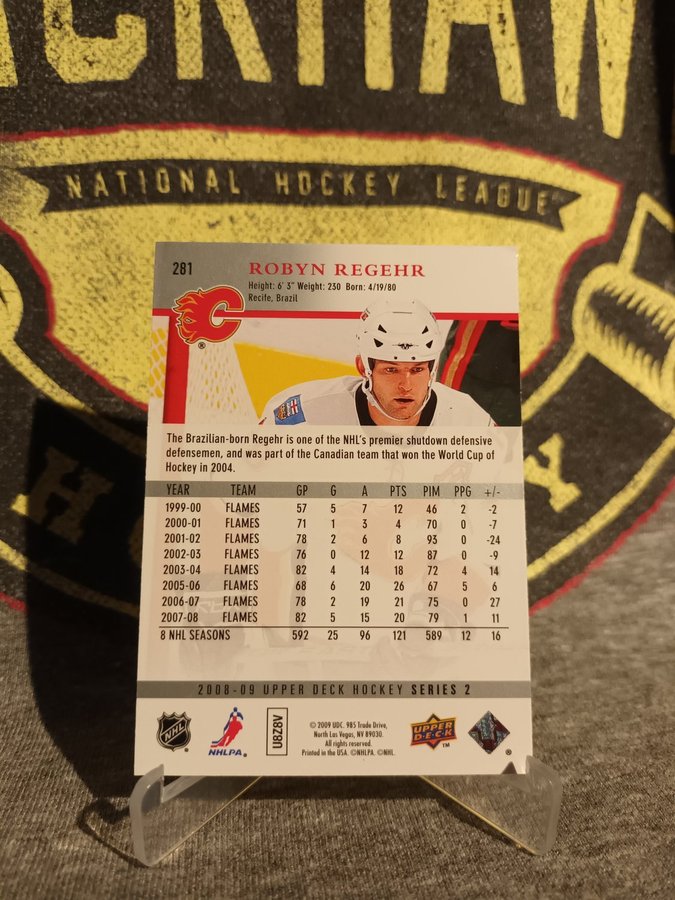 NATIONAL HOCKEY LEAGUE
281 ROBYN REGEHR
Height: 6' 3" Weight: 230 Born: 4/19/80
Recife, Brazil
C
®
The Brazilian-born Regehr is one of the NHL's premier shutdown defensive
defensemen, and was part of the Canadian team that won the World Cup of
Hockey in 2004.
YEAR TEAM GP G A PTS PIM PPG +/-
1999-00 FLAMES 57 5 7 12 46 2 -2
2000-01 FLAMES 71 1 3 4 70 0 -7
2001-02 FLAMES 78 2 6 8 93 0 -24
2002-03 FLAMES 76 0 12 12 87 0 -9
2003-04 FLAMES 82 4 14 18 72 4 14
2005-06 FLAMES 68 6 20 26 67 5 6
2006-07 FLAMES 78 2 19 21 75 0 27
2007-08 FLAMES 82 5 15 20 79 1 11
8 NHL SEASONS 592 25 96 121 589 12 16
2008-09 UPPER DECK HOCKEY SERIES 2
NHL
NHLPA.
U8Z8V
© 2009 UDC. 985 Trade Drive,
North Las Vegas, NV 89030.
All rights reserved.
Printed in the USA. ©NHLPA. ©NHL.
UPPER
DECK
TM
®